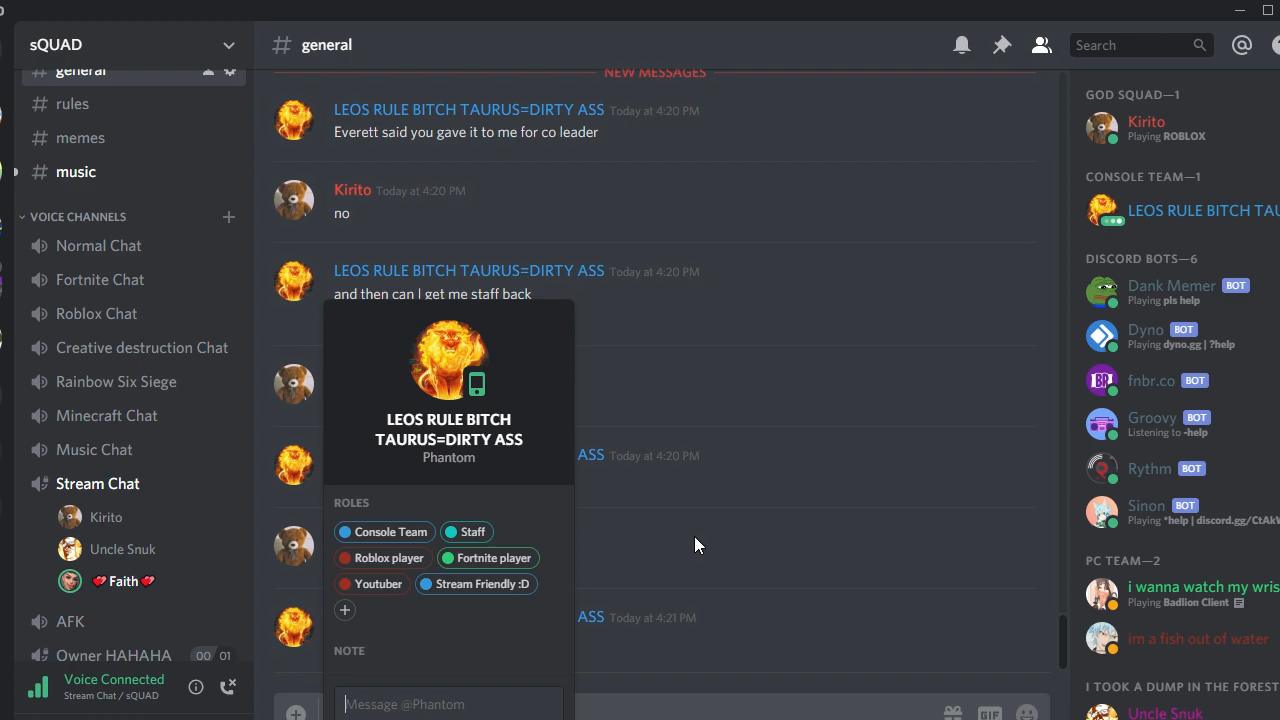 sQUAD
general
rules
memes
music
VOICE CHANNELS
Normal Chat
Fortnite Chat
Roblox Chat
Creative destruction Chat
Rainbow Six Siege
Minecraft Chat
Music Chat
Stream Chat
Kirito
Uncle Snuk
Faith
AFK
Owner HAHAHA 00 01
Voice Connected
Stream Chat / sQUAD
# general
Search
NEW MESSAGES
LEOS RULE BITCH TAURUS=DIRTY ASS Today at 4:20 PM
Everett said you gave it to me for co leader
Kirito Today at 4:20 PM
no
LEOS RULE BITCH TAURUS=DIRTY ASS Today at 4:20 PM
and then can I get me staff back
LEOS RULE BITCH
TAURUS=DIRTY ASS
Phantom
ROLES
Console Team Staff
Roblox player Fortnite player
Youtuber Stream Friendly :D
NOTE
Message @Phantom
ASS Today at 4:20 PM
ASS Today at 4:21 PM
GIF
GOD SQUAD—1
Kirito
Playing ROBLOX
CONSOLE TEAM—1
LEOS RULE BITCH TAU
DISCORD BOTS—6
Dank Memer BOT
Playing pls help
Dyno BOT
Playing dyno.gg | ?help
fnbr.co BOT
Groovy BOT
Listening to -help
Rythm BOT
Sinon BOT
Playing *help | discord.gg/CtAkW
PC TEAM—2
i wanna watch my wris
Playing Badlion Client
im a fish out of water
I TOOK A DUMP IN THE FOREST
Uncle Snuk